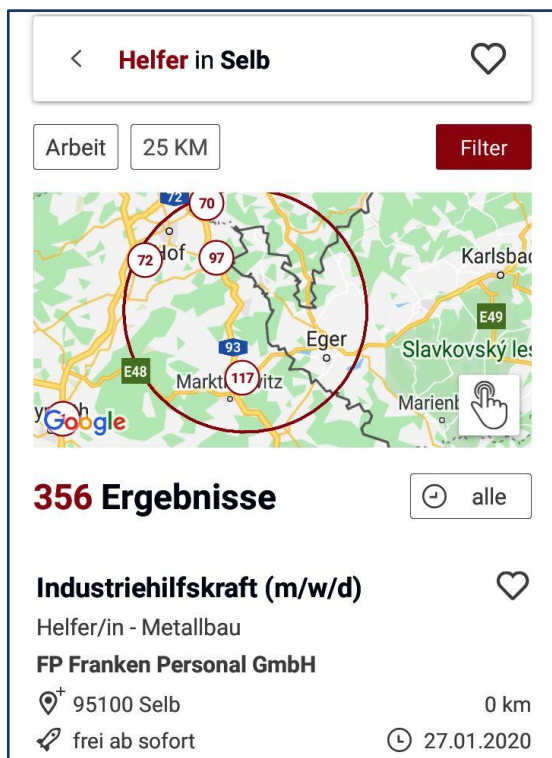 Helfer in Selb
Arbeit
25 KM
Filter
72
70
Hof
72
97
Karlsbad
E49
93
Eger
Slavkovský les
E48
117
Google
356 Ergebnisse
alle
Industriehilfskraft (m/w/d)
Helfer/in - Metallbau
FP Franken Personal GmbH
95100 Selb
0 km
frei ab sofort
27.01.2020